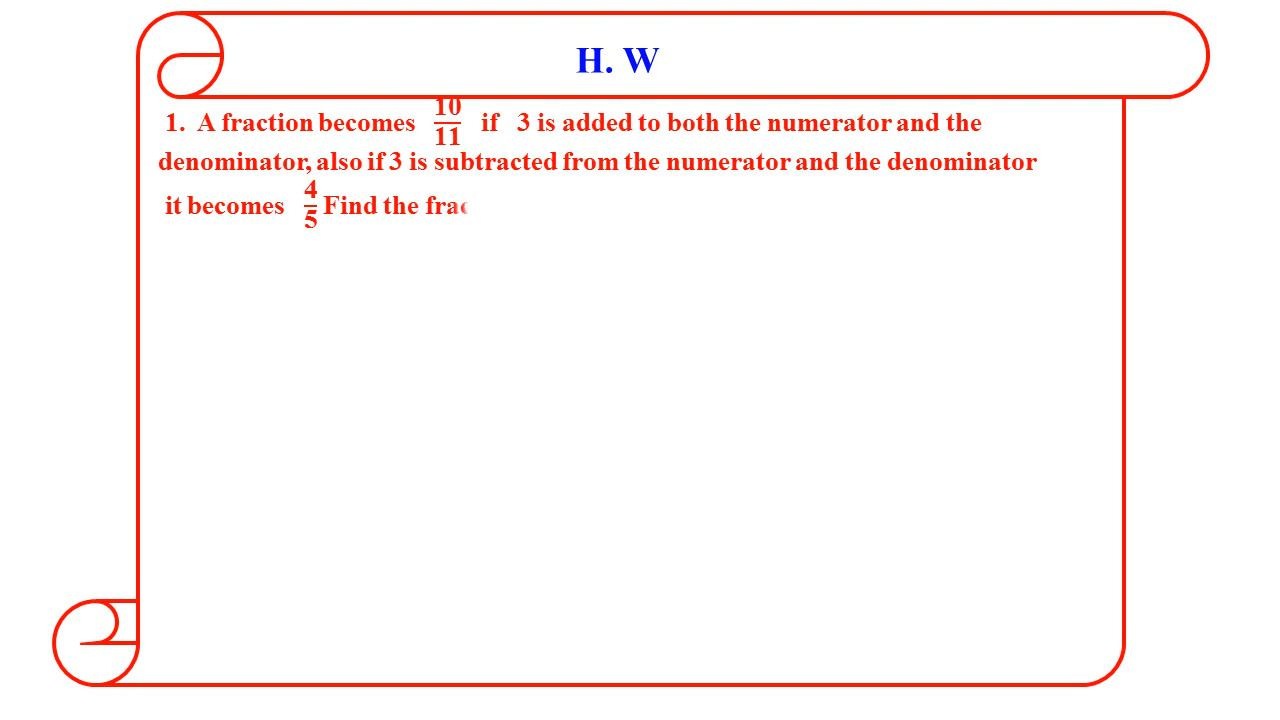 H. W
1. A fraction becomes 10/11 if 3 is added to both the numerator and the
denominator, also if 3 is subtracted from the numerator and the denominator
it becomes 4/5 Find the